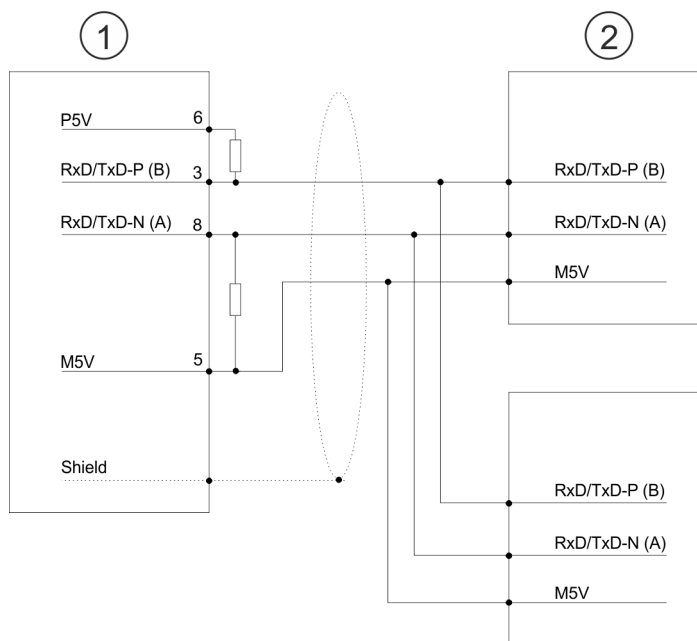 1
2
P5V
6
RxD/TxD-P (B)
3
RxD/TxD-N (A)
8
M5V
5
Shield
RxD/TxD-P (B)
RxD/TxD-N (A)
M5V
RxD/TxD-P (B)
RxD/TxD-N (A)
M5V